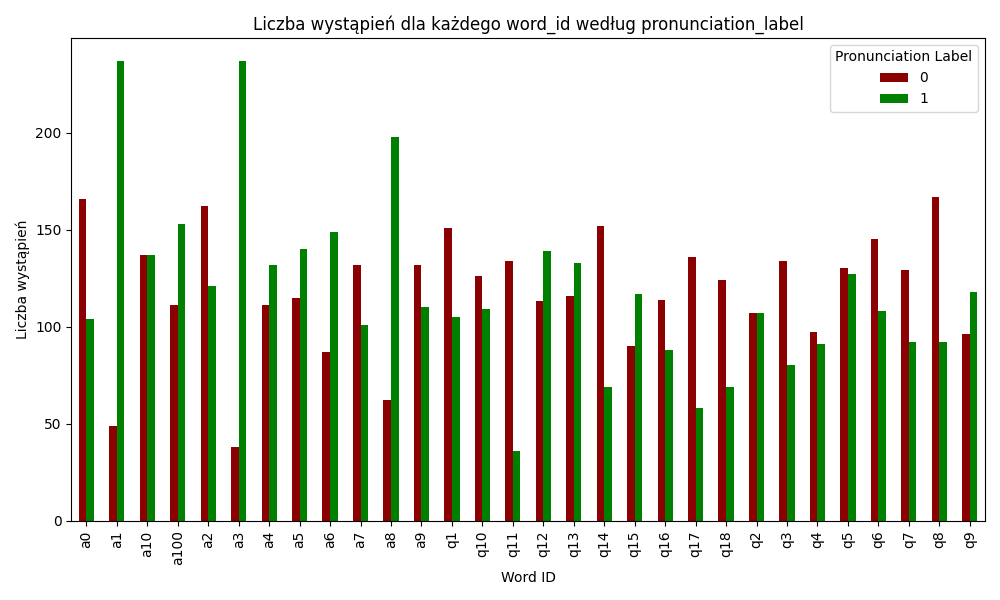 Liczba wystąpień dla każdego word_id według pronunciation_label
Pronunciation Label
0
1
Liczba wystąpień
200
150
100
50
0
a0 a1 a10 a100 a2 a3 a4 a5 a6 a7 a8 a9 q1 q10 q11 q12 q13 q14 q15 q16 q17 q18 q2 q3 q4 q5 q6 q7 q8 q9
Word ID